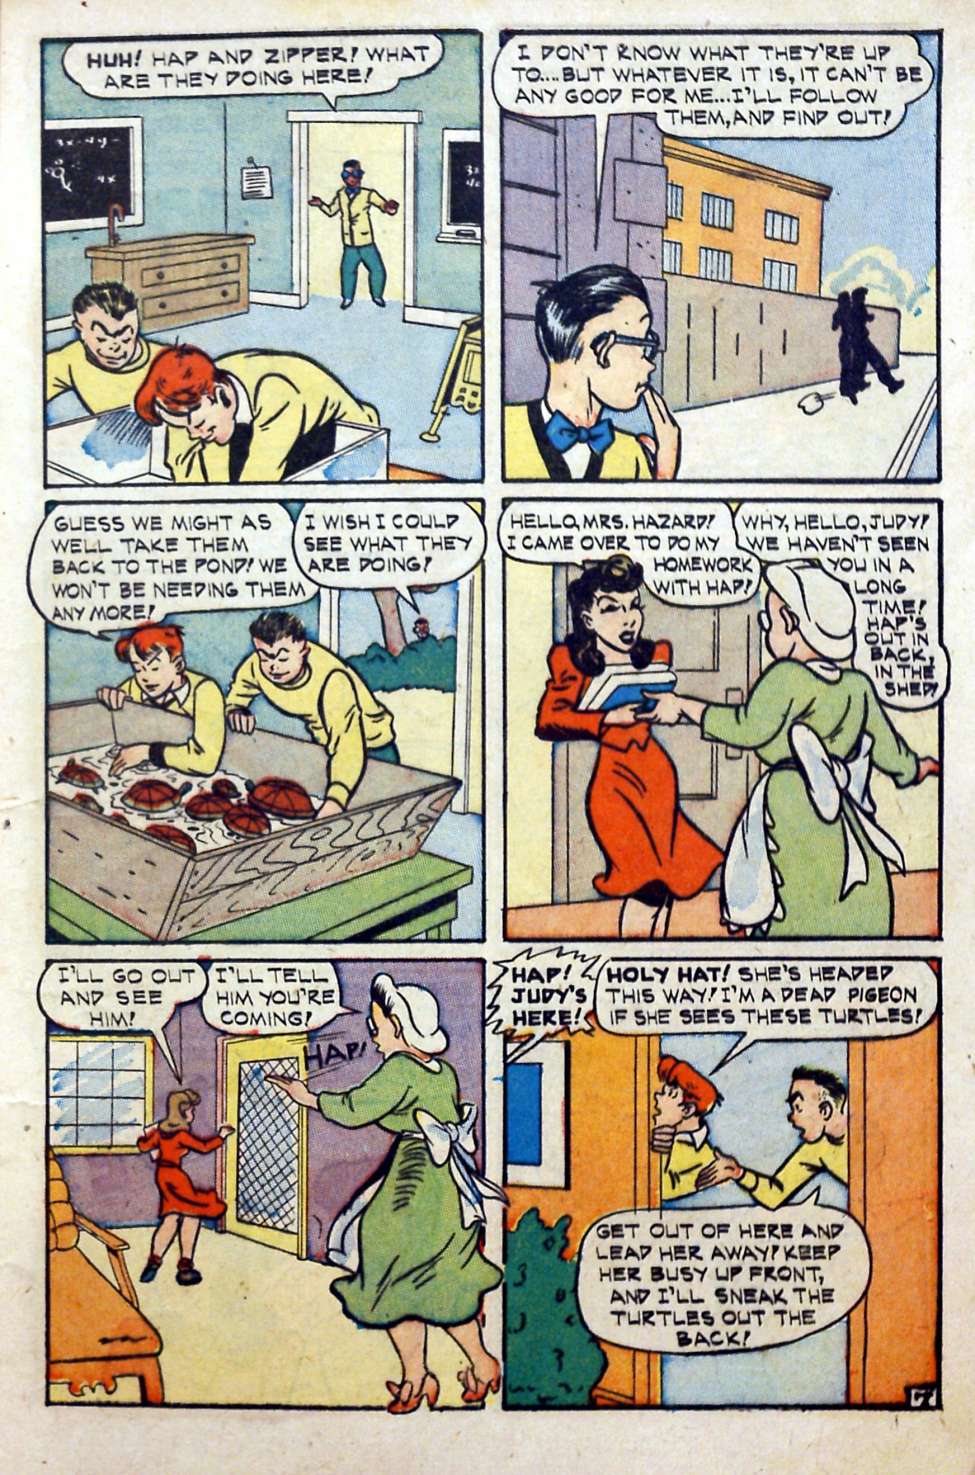 HUH! HAP AND ZIPPER! WHAT
ARE THEY DOING HERE!
3x-4y-
4x
3x
4x
I DON'T KNOW WHAT THEY'RE UP
TO....BUT WHATEVER IT IS, IT CAN'T BE
ANY GOOD FOR ME...I'LL FOLLOW
THEM, AND FIND OUT!
GUESS WE MIGHT AS
WELL TAKE THEM
BACK TO THE POND! WE
WON'T BE NEEDING THEM
ANY MORE!
I WISH I COULD
SEE WHAT THEY
ARE DOING!
HELLO, MRS. HAZARD!
I CAME OVER TO DO MY
HOMEWORK
WITH HAP!
WHY, HELLO, JUDY!
WE HAVEN'T SEEN
YOU IN A
LONG
TIME!
HAP'S
OUT IN
BACK,
IN THE
SHED!
I'LL GO OUT
AND SEE
HIM!
I'LL TELL
HIM YOU'RE
COMING!
HAP!
HAP!
JUDY'S
HERE!
HOLY HAT! SHE'S HEADED
THIS WAY! I'M A DEAD PIGEON
IF SHE SEES THESE TURTLES!
GET OUT OF HERE AND
LEAD HER AWAY! KEEP
HER BUSY UP FRONT,
AND I'LL SNEAK THE
TURTLES OUT THE
BACK!